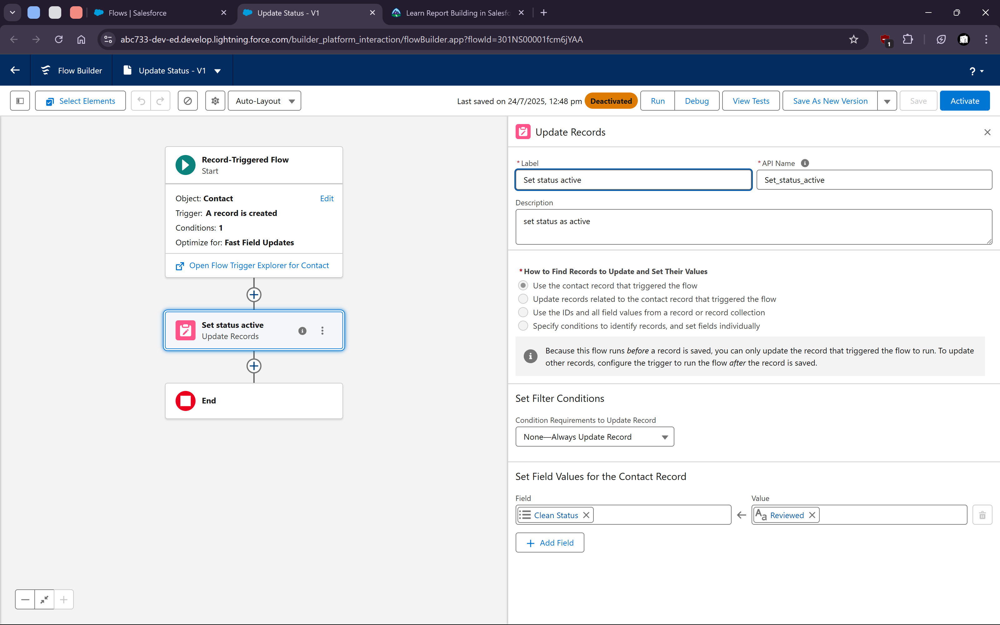 Flows | Salesforce
Update Status - V1
Learn Report Building in Salesfo
abc733-dev-ed.develop.lightning.force.com/builder_platform_interaction/flowBuilder.app?flowId=301NS00001fcm6jYAA
1
Flow Builder
Update Status - V1
?
Select Elements
Auto-Layout
Last saved on 24/7/2025, 12:48 pm
Deactivated
Run
Debug
View Tests
Save As New Version
Save
Activate
Record-Triggered Flow
Start
Object: Contact
Edit
Trigger: A record is created
Conditions: 1
Optimize for: Fast Field Updates
Open Flow Trigger Explorer for Contact
Set status active
Update Records
End
Update Records
* Label
Set status active
* API Name
Set_status_active
Description
set status as active
* How to Find Records to Update and Set Their Values
Use the contact record that triggered the flow
Update records related to the contact record that triggered the flow
Use the IDs and all field values from a record or record collection
Specify conditions to identify records, and set fields individually
Because this flow runs before a record is saved, you can only update the record that triggered the flow to run. To update
other records, configure the trigger to run the flow after the record is saved.
Set Filter Conditions
Condition Requirements to Update Record
None—Always Update Record
Set Field Values for the Contact Record
Field
Clean Status
Value
Aa Reviewed
Add Field